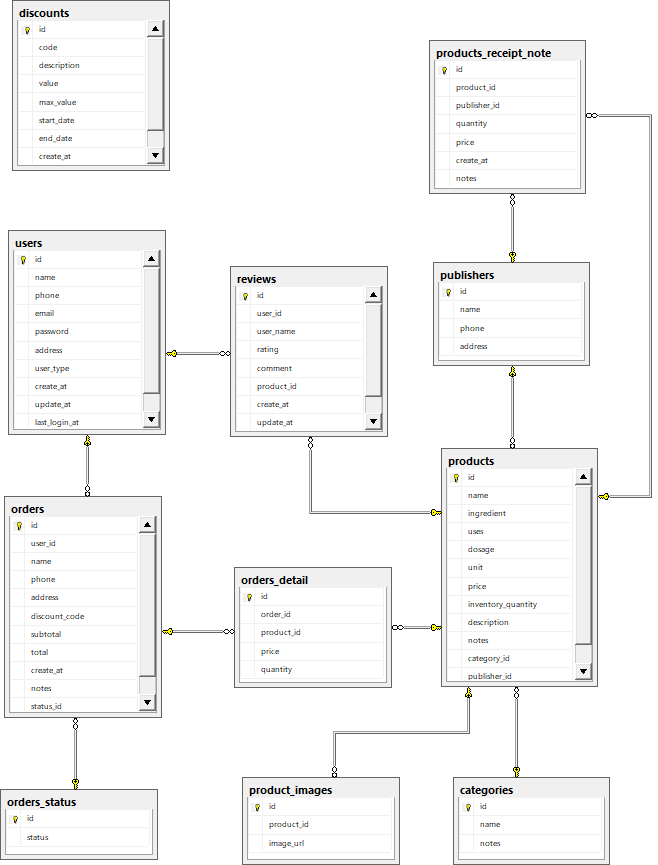 discounts
id
code
description
value
max_value
start_date
end_date
create_at
products_receipt_note
id
product_id
publisher_id
quantity
price
create_at
notes
users
id
name
phone
email
password
address
user_type
create_at
update_at
last_login_at
reviews
id
user_id
user_name
rating
comment
product_id
create_at
update_at
publishers
id
name
phone
address
products
id
name
ingredient
uses
dosage
unit
price
inventory_quantity
description
notes
category_id
publisher_id
orders
id
user_id
name
phone
address
discount_code
subtotal
total
create_at
notes
status_id
orders_detail
id
order_id
product_id
price
quantity
orders_status
id
status
product_images
id
product_id
image_url
categories
id
name
notes